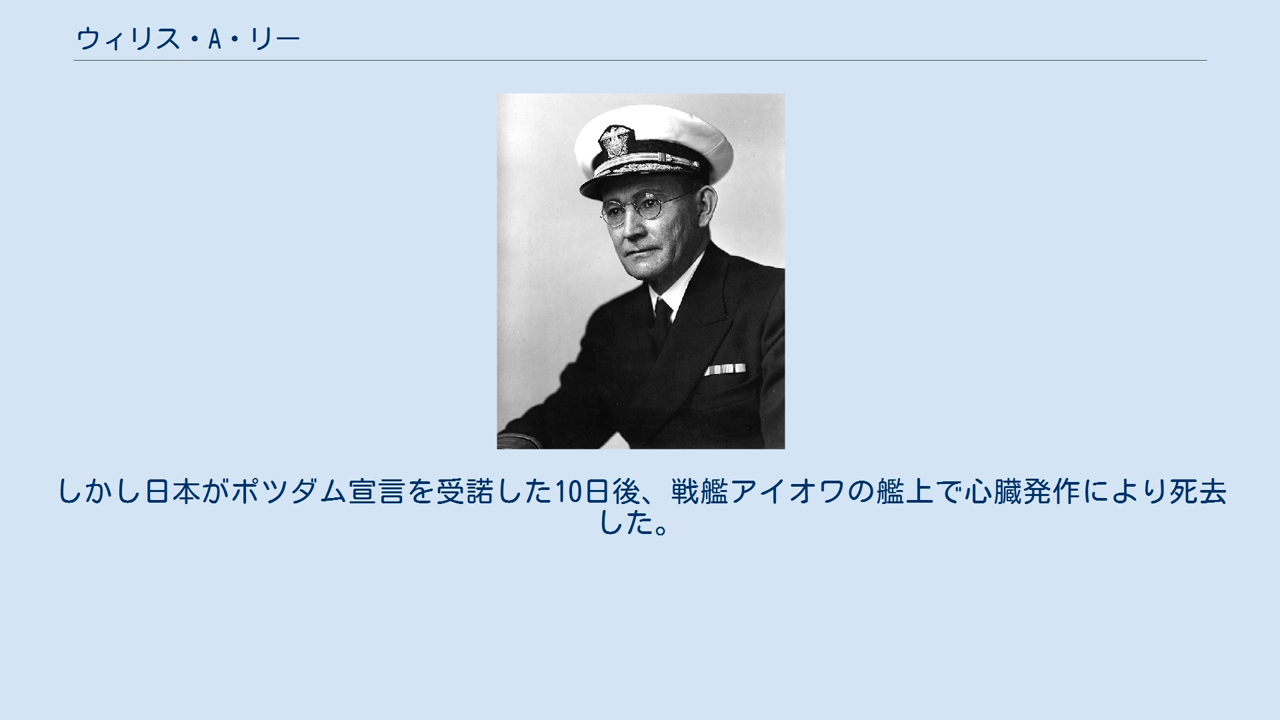 ウィリス・A・リー
しかし日本がポツダム宣言を受諾した10日後、戦艦アイオワの艦上で心臓発作により死去
した。